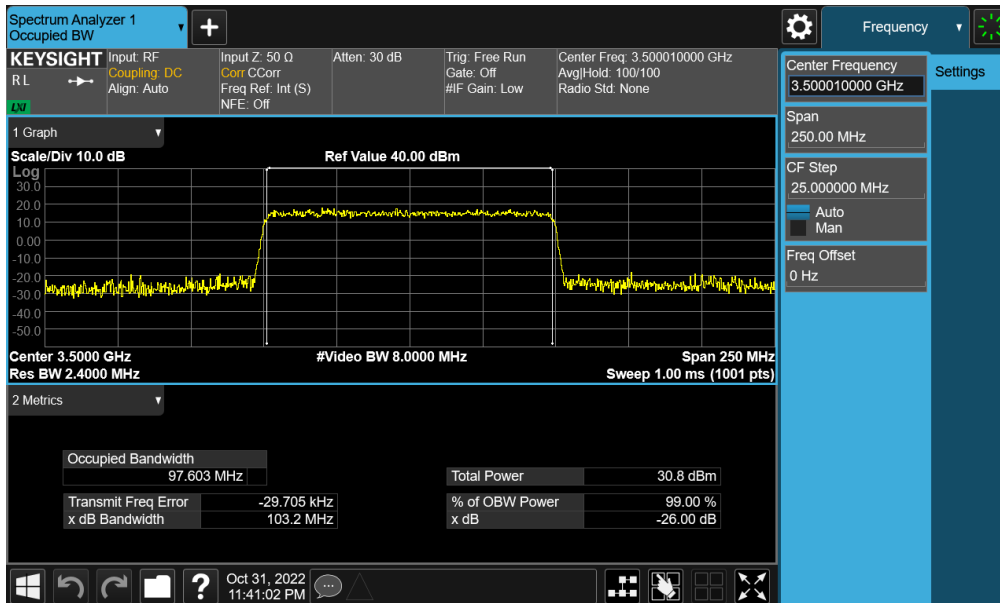 Spectrum Analyzer 1
Occupied BW
Frequency
KEYSIGHT
R L
LXI
Input: RF
Coupling: DC
Align: Auto
Input Z: 50 Ω
Corr CCorr
Freq Ref: Int (S)
NFE: Off
Atten: 30 dB
Trig: Free Run
Gate: Off
#IF Gain: Low
Center Freq: 3.500010000 GHz
Avg|Hold: 100/100
Radio Std: None
Center Frequency
3.500010000 GHz
Settings
Span
250.00 MHz
CF Step
25.000000 MHz
Auto
Man
Freq Offset
0 Hz
1 Graph
Scale/Div 10.0 dB
Ref Value 40.00 dBm
Log
30.0
20.0
10.0
0.00
-10.0
-20.0
-30.0
-40.0
-50.0
Center 3.5000 GHz
#Video BW 8.0000 MHz
Span 250 MHz
Res BW 2.4000 MHz
Sweep 1.00 ms (1001 pts)
2 Metrics
Occupied Bandwidth
97.603 MHz
Total Power 30.8 dBm
Transmit Freq Error -29.705 kHz
% of OBW Power 99.00 %
x dB Bandwidth 103.2 MHz
x dB -26.00 dB
Oct 31, 2022
11:41:02 PM